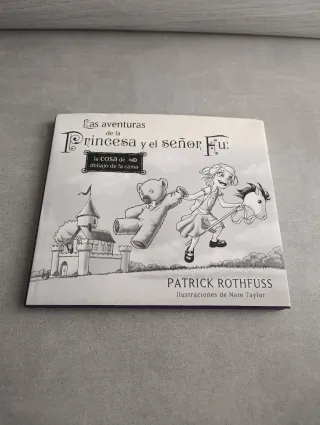 Las aventuras
de la
Princesa y el señor Fu:
la cosa de
debajo de la cama
PATRICK ROTHFUSS
Ilustraciones de Nate Taylor